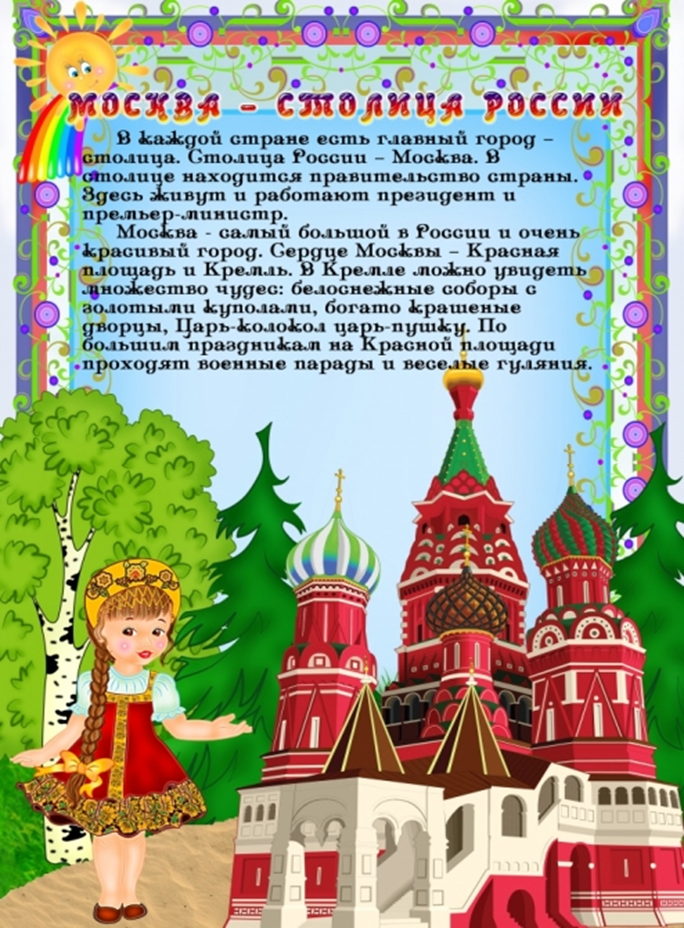 МОСКВА - СТОЛИЦА РОССИИ
В каждой стране есть главный город –
столица. Столица России – Москва. В
столице находится правительство страны.
Здесь живут и работают президент и
премьер-министр.
Москва - самый большой в России и очень
красивый город. Сердце Москвы – Красная
площадь и Кремль. В Кремле можно увидеть
множество чудес: белоснежные соборы с
золотыми куполами, богато крашеные
дворцы, Царь-колокол царь-пушку. По
большим праздникам на Красной площади
проходят военные парады и веселые гуляния.